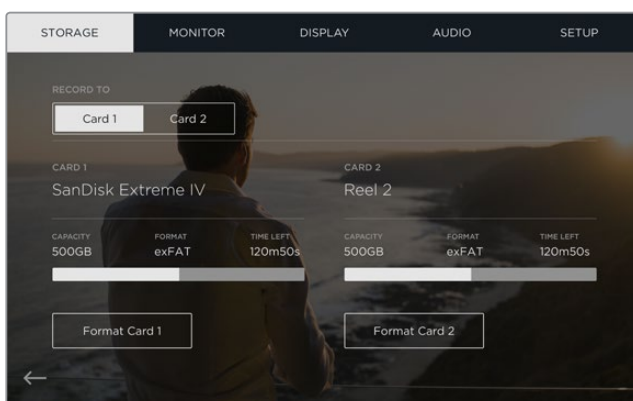 STORAGE MONITOR DISPLAY AUDIO SETUP
RECORD TO
Card 1 Card 2
CARD 1 CARD 2
SanDisk Extreme IV Reel 2
CAPACITY FORMAT TIME LEFT CAPACITY FORMAT TIME LEFT
500GB exFAT 120m50s 500GB exFAT 120m50s
Format Card 1 Format Card 2